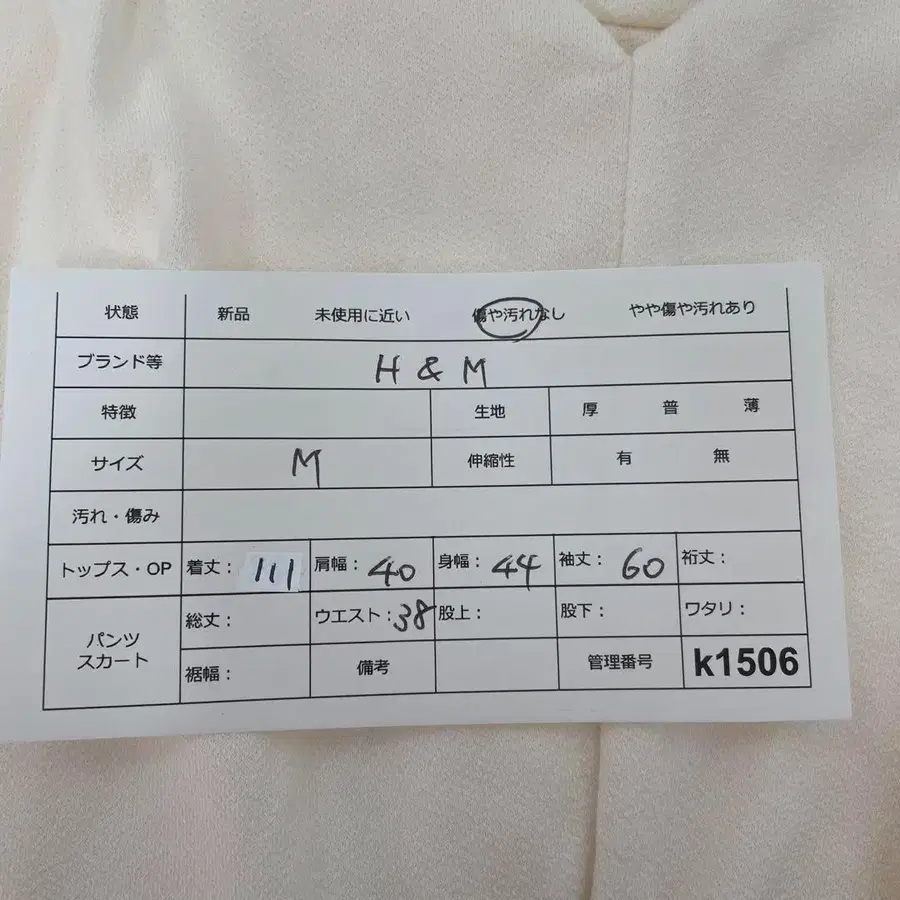 状態 新品 未使用に近い 傷や汚れなし やや傷や汚れあり
ブランド等 H & M
特徴 生地 厚 普 薄
サイズ M 伸縮性 有 無
汚れ・傷み
トップス・OP 着丈： 111 肩幅： 40 身幅： 44 袖丈： 60 裄丈：
パンツ
スカート
総丈： ウエスト：38 股上： 股下： ワタリ：
裾幅： 備考 管理番号 k1506